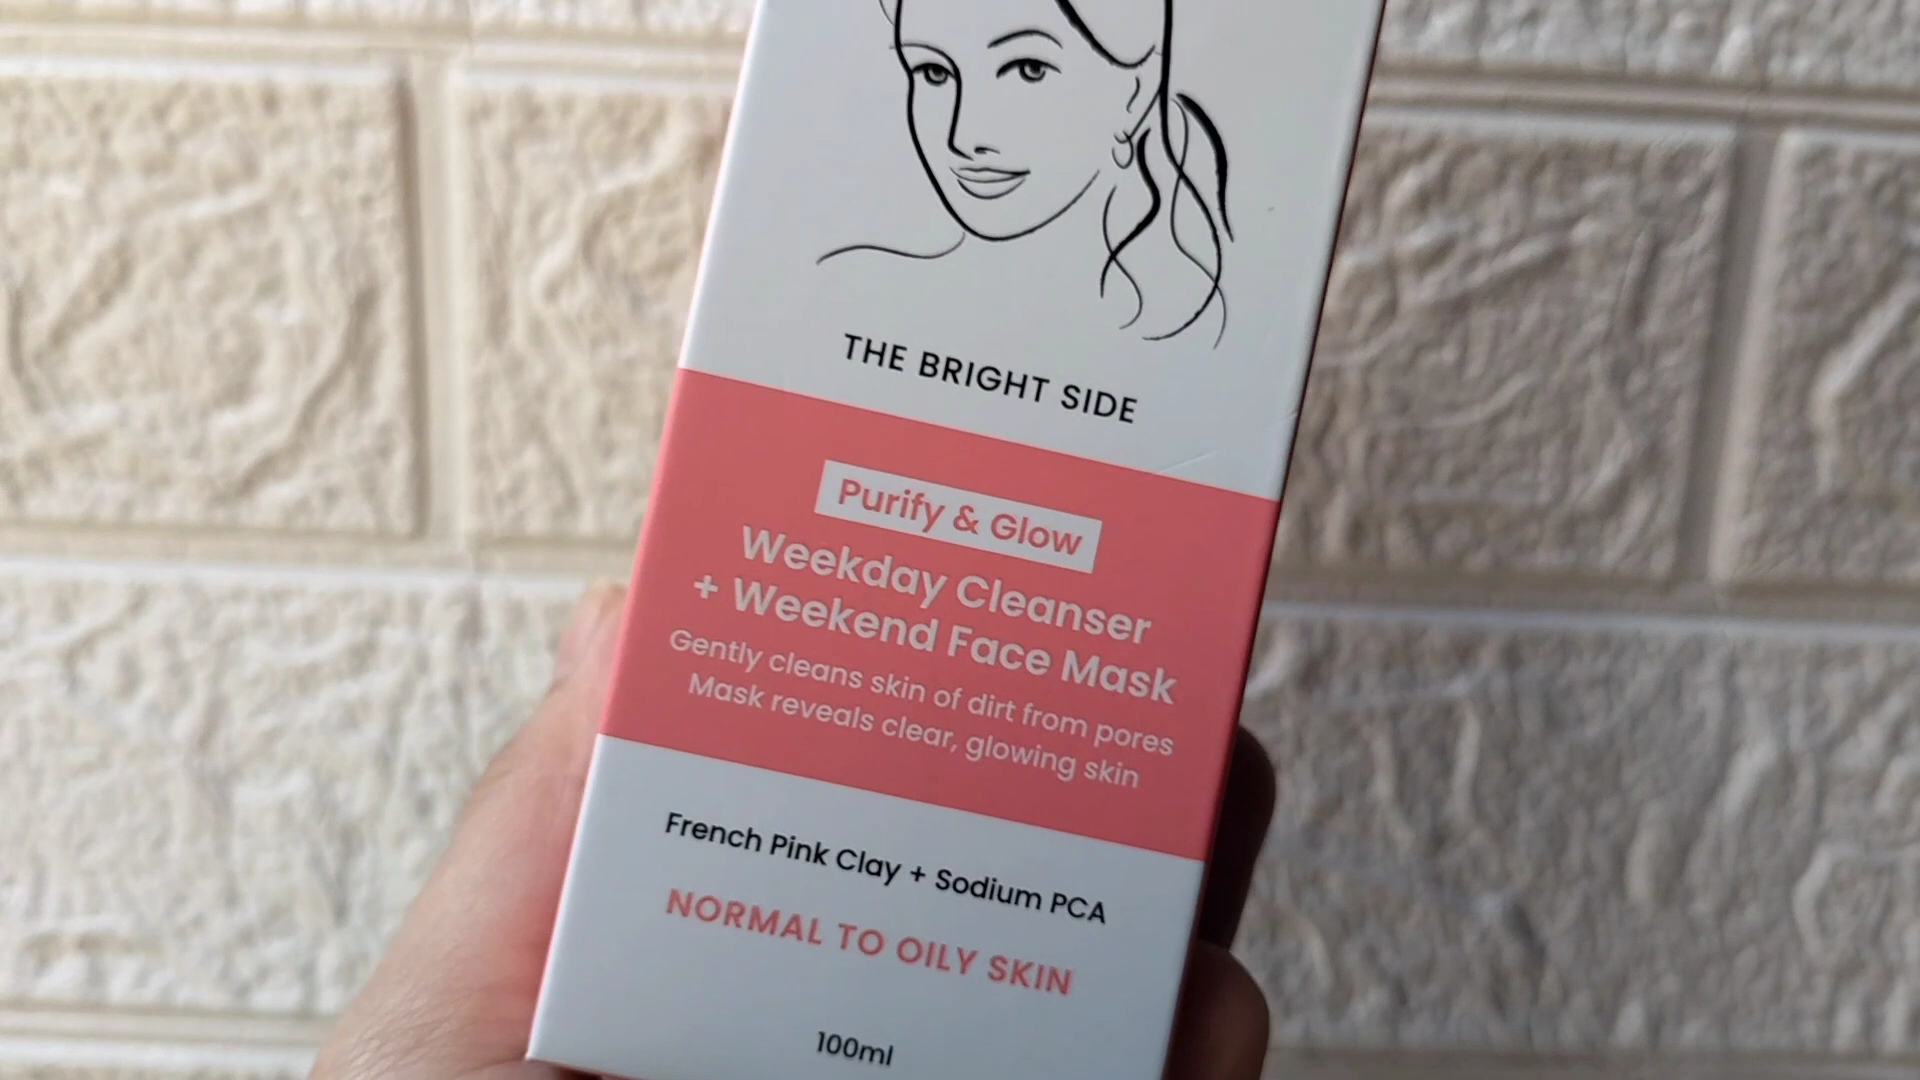 THE BRIGHT SIDE
Purify & Glow
Weekday Cleanser
+ Weekend Face Mask
Gently cleans skin of dirt from pores
Mask reveals clear, glowing skin
French Pink Clay + Sodium PCA
NORMAL TO OILY SKIN
100ml